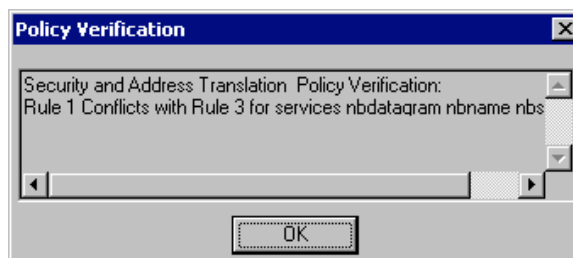 Policy Verification
Security and Address Translation Policy Verification:
Rule 1 Conflicts with Rule 3 for services nbdatagram nbname nbs
OK